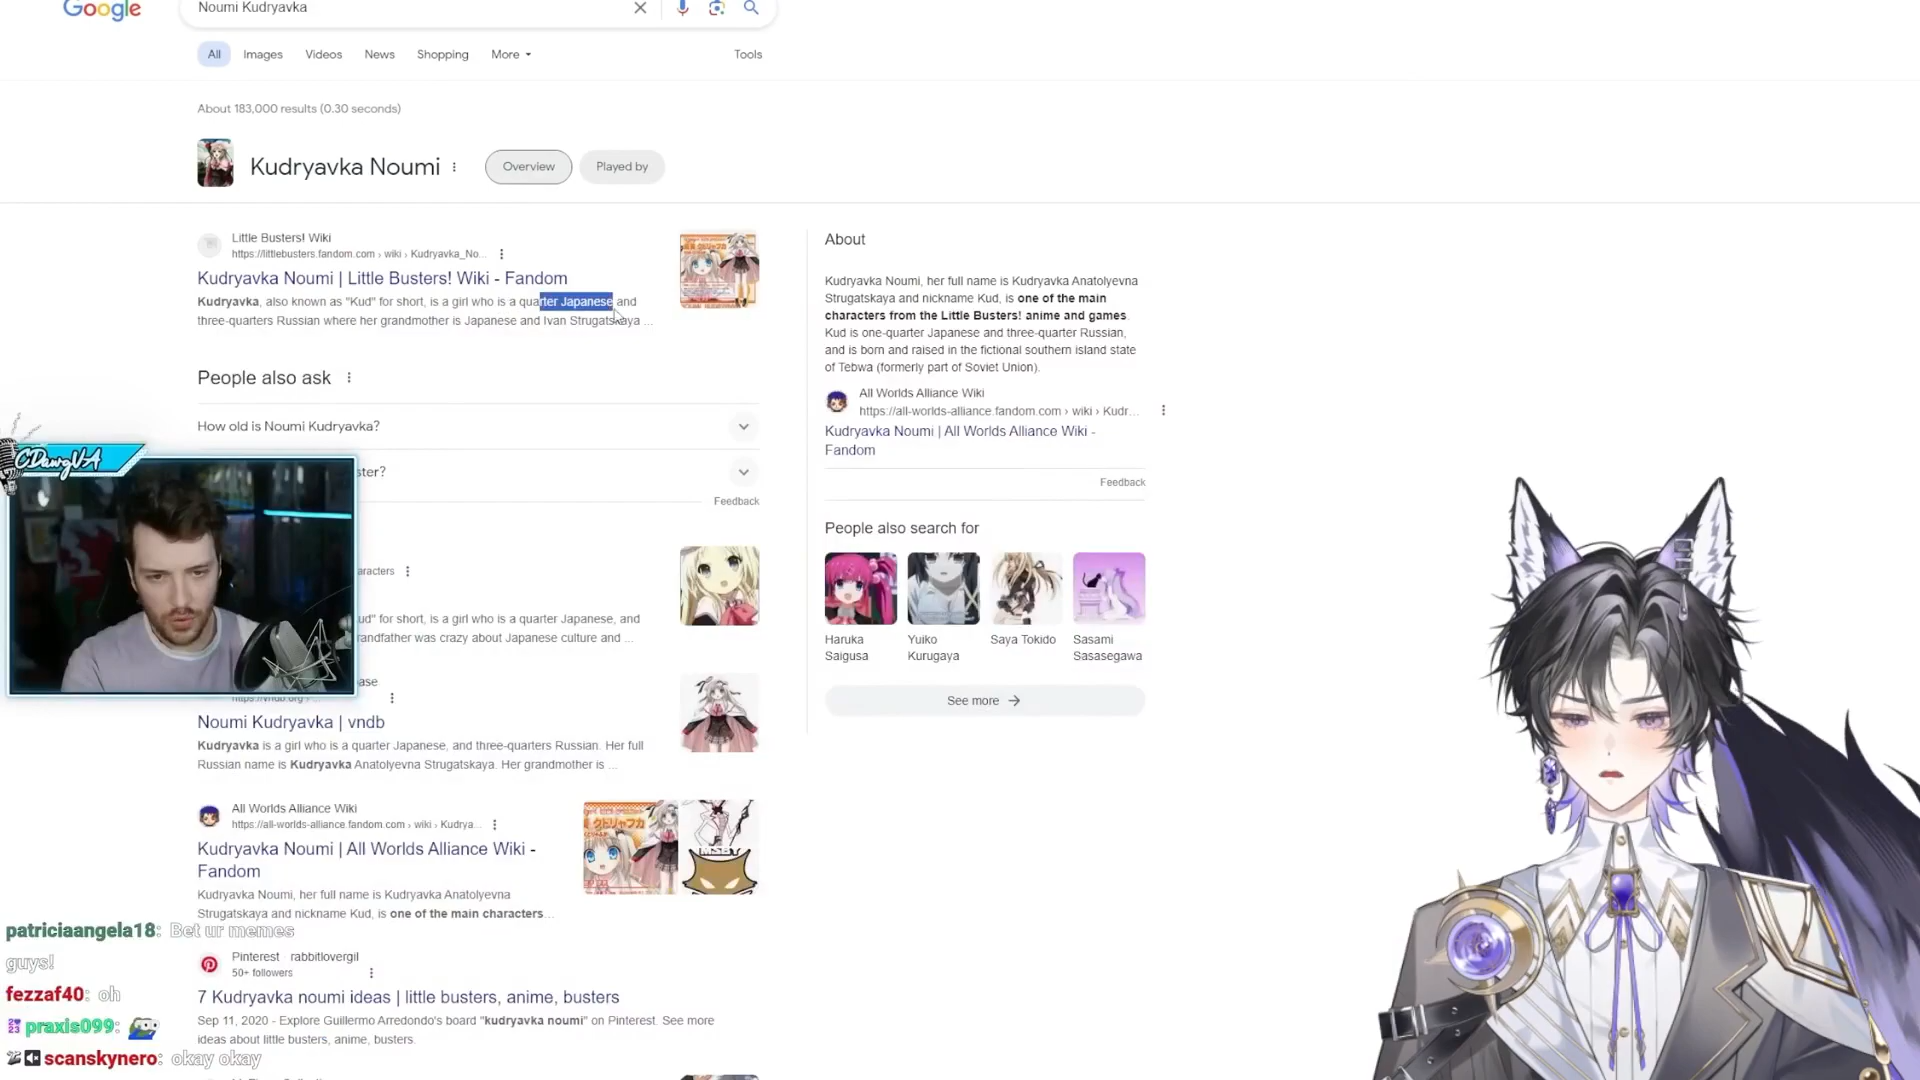 Google
Noumi Kudryavka
All Images Videos News Shopping More Tools
About 183,000 results (0.30 seconds)
Kudryavka Noumi
Overview
Played by
Little Busters! Wiki
https://littlebusters.fandom.com › wiki › Kudryavka_No...
Kudryavka Noumi | Little Busters! Wiki - Fandom
Kudryavka, also known as "Kud" for short, is a girl who is a quarter Japanese and
three-quarters Russian where her grandmother is Japanese and Ivan Strugatskaya ...
People also ask
How old is Noumi Kudryavka?
ster?
Feedback
aracters
ud" for short, is a girl who is a quarter Japanese, and
andfather was crazy about Japanese culture and ...
ase
https://vndb.org › ...
Noumi Kudryavka | vndb
Kudryavka is a girl who is a quarter Japanese, and three-quarters Russian. Her full
Russian name is Kudryavka Anatolyevna Strugatskaya. Her grandmother is ...
All Worlds Alliance Wiki
https://all-worlds-alliance.fandom.com › wiki › Kudrya...
Kudryavka Noumi | All Worlds Alliance Wiki -
Fandom
Kudryavka Noumi, her full name is Kudryavka Anatolyevna
Strugatskaya and nickname Kud, is one of the main characters...
クドリャフカ
MSBY
Pinterest · rabbitlovergil
50+ followers
7 Kudryavka noumi ideas | little busters, anime, busters
Sep 11, 2020 - Explore Guillermo Arredondo's board "kudryavka noumi" on Pinterest. See more
ideas about little busters, anime, busters.
About
Kudryavka Noumi, her full name is Kudryavka Anatolyevna
Strugatskaya and nickname Kud, is one of the main
characters from the Little Busters! anime and games.
Kud is one-quarter Japanese and three-quarter Russian,
and is born and raised in the fictional southern island state
of Tebwa (formerly part of Soviet Union).
All Worlds Alliance Wiki
https://all-worlds-alliance.fandom.com › wiki › Kudr...
Kudryavka Noumi | All Worlds Alliance Wiki -
Fandom
Feedback
People also search for
Haruka
Saigusa
Yuiko
Kurugaya
Saya Tokido
Sasami
Sasasegawa
See more
CDawgVA
patriciaangela18: Bet ur memes
guys!
fezzaf40: oh
praxis099:
scanskynero: okay okay